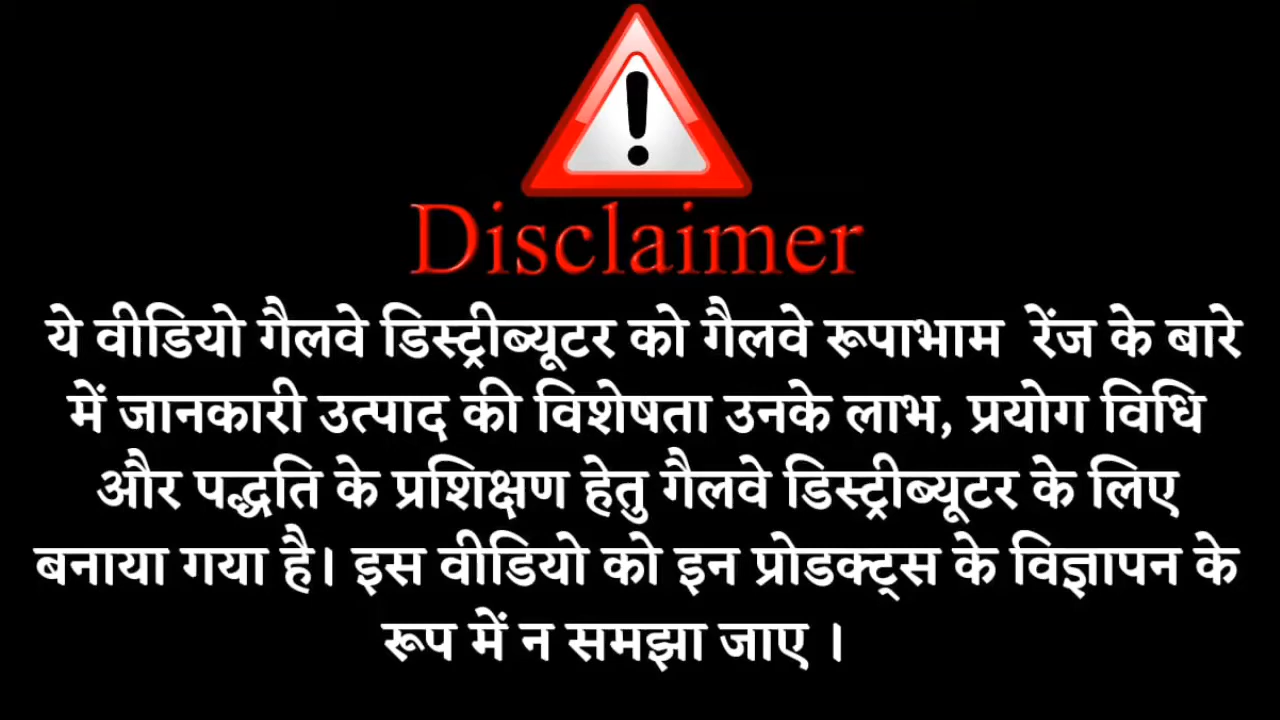 Disclaimer
ये वीडियो गैलवे डिस्ट्रीब्यूटर को गैलवे रूपाभाम रेंज के बारे
में जानकारी उत्पाद की विशेषता उनके लाभ, प्रयोग विधि
और पद्धति के प्रशिक्षण हेतु गैलवे डिस्ट्रीब्यूटर के लिए
बनाया गया है। इस वीडियो को इन प्रोडक्ट्स के विज्ञापन के
रूप में न समझा जाए ।